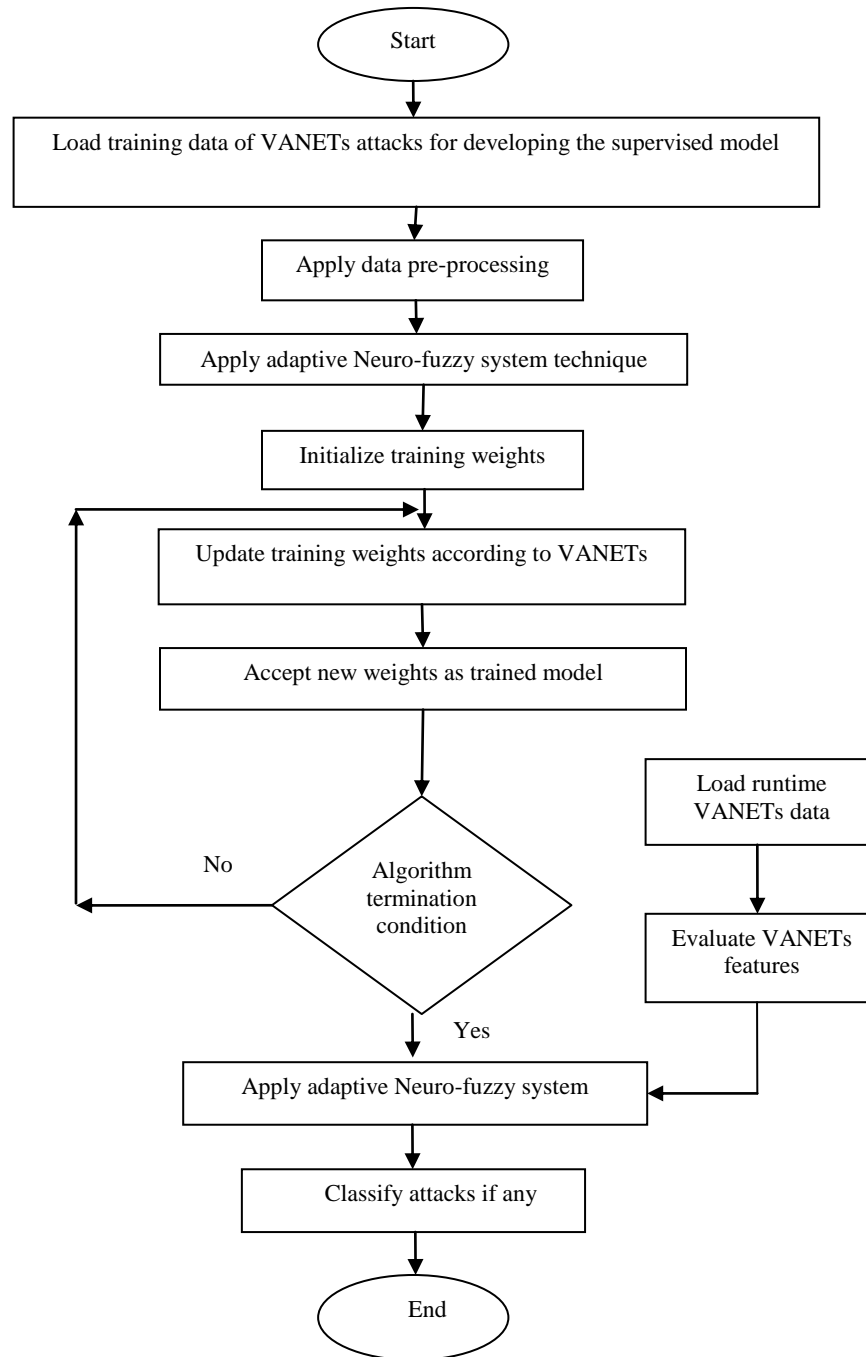 Start
Load training data of VANETs attacks for developing the supervised model
Apply data pre-processing
Apply adaptive Neuro-fuzzy system technique
Initialize training weights
Update training weights according to VANETs
Accept new weights as trained model
Load runtime
VANETs data
No
Algorithm
termination
condition
Evaluate VANETs
features
Yes
Apply adaptive Neuro-fuzzy system
Classify attacks if any
End